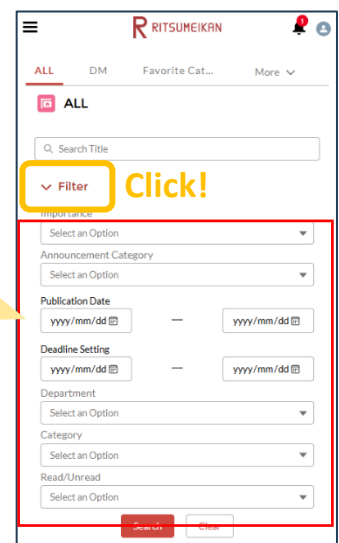 RITSUMEIKAN 1
ALL DM Favorite Cat... More
ALL
Search Title
Filter Click!
Importance
Select an Option
Announcement Category
Select an Option
Publication Date
yyyy/mm/dd — yyyy/mm/dd
Deadline Setting
yyyy/mm/dd — yyyy/mm/dd
Department
Select an Option
Category
Select an Option
Read/Unread
Select an Option
Search Clear